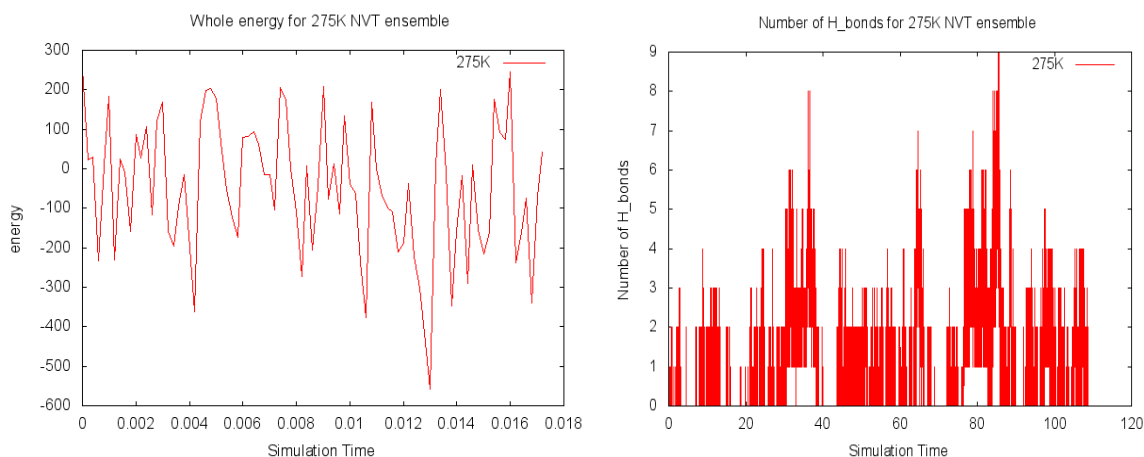 Whole energy for 275K NVT ensemble
300
200
100
0
-100
-200
-300
-400
-500
-600
energy
275K
0 0.002 0.004 0.006 0.008 0.01 0.012 0.014 0.016 0.018
Simulation Time
Number of H_bonds for 275K NVT ensemble
9
8
7
6
5
4
3
2
1
0
Number of H_bonds
275K
0 20 40 60 80 100 120
Simulation Time